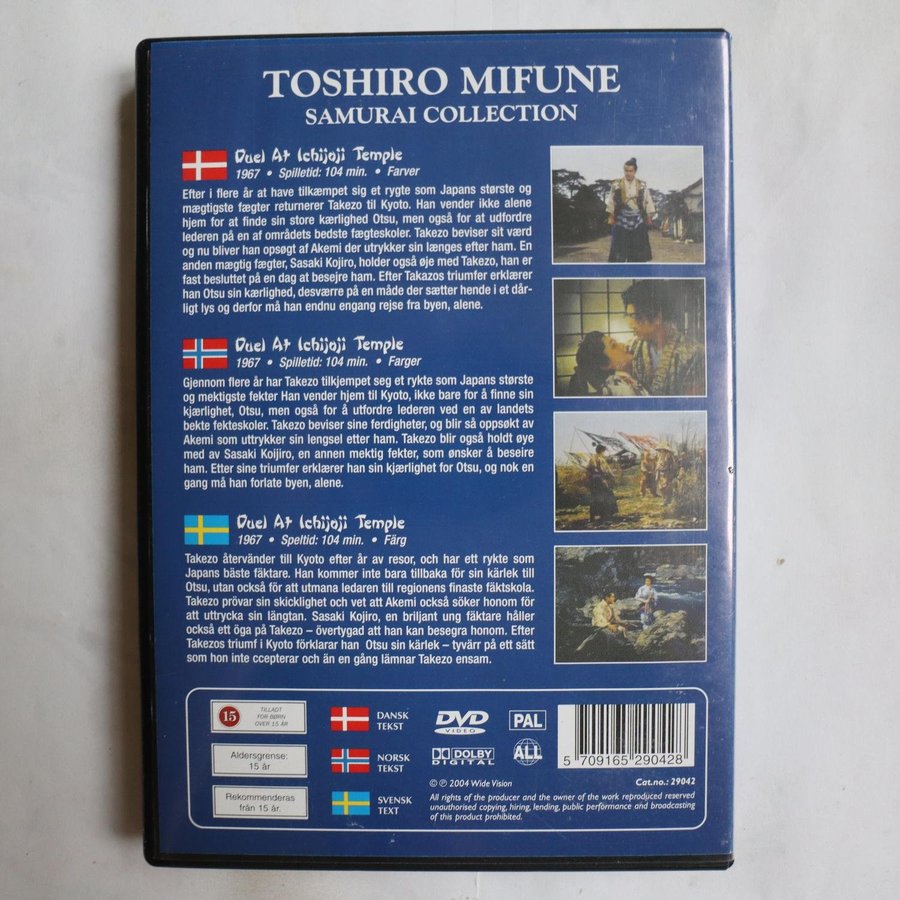 TOSHIRO MIFUNE
SAMURAI COLLECTION
Duel At Ichijoji Temple
1967 • Spilletid: 104 min. • Farver
Efter i flere år at have tilkæmpet sig et rygte som Japans største og
mægtigste fægter returnerer Takezo til Kyoto. Han vender ikke alene
hjem for at finde sin store kærlighed Otsu, men også for at udfordre
lederen på en af områdets bedste fægteskoler. Takezo beviser sit værd
og nu bliver han opsøgt af Akemi der utrykker sin længes efter ham. En
anden mægtig fægter, Sasaki Kojiro, holder også øje med Takezo, han er
fast besluttet på en dag at besejre ham. Efter Takazos triumfer erklærer
han Otsu sin kærlighed, desværre på en måde der sætter hende i et dår-
ligt lys og derfor må han endnu engang rejse fra byen, alene.
Duel At Ichijoji Temple
1967 • Spilletid: 104 min. • Farger
Gjennom flere år har Takezo tilkjempet seg et rykte som Japans største
og mektigste fekter Han vender hjem til Kyoto, ikke bare for å finne sin
kjærlighet, Otsu, men også for å utfordre lederen ved en av landets
bekte fekteskoler. Takezo beviser sine ferdigheter, og blir så oppsøkt av
Akemi som uttrykker sin lengsel etter ham. Takezo blir også holdt øye
med av Sasaki Koijiro, en annen mektig fekter, som ønsker å beseire
ham. Etter sine triumfer erklærer han sin kjærlighet for Otsu, og nok en
gang må han forlate byen, alene.
Duel At Ichijoji Temple
1967 • Speltid: 104 min. • Färg
Takezo återvänder till Kyoto efter år av resor, och har ett rykte som
Japans bäste fäktare. Han kommer inte bara tillbaka för sin kärlek till
Otsu, utan också för att utmana ledaren till regionens finaste fäktskola.
Takezo prövar sin skicklighet och vet att Akemi också söker honom för
att uttrycka sin längtan. Sasaki Kojiro, en briljant ung fäktare håller
också ett öga på Takezo – övertygad att han kan besegra honom. Efter
Takezos triumf i Kyoto förklarar han Otsu sin kärlek – tyvärr på ett sätt
som hon inte ccepterar och än en gång lämnar Takezo ensam.
15
TILLADT
FOR BØRN
OVER 15 ÅR
DANSK
TEKST
DVD
VIDEO
PAL
Aldersgrense:
15 år
NORSK
TEKST
DOLBY
DIGITAL
ALL
5 709165 290428
Rekommenderas
från 15 år.
SVENSK
TEXT
© ℗ 2004 Wide Vision
Cat.no.: 29042
All rights of the producer and the owner of the work reproduced reserved
unauthorised copying, hiring, lending, public performance and broadcasting
of this product prohibited.